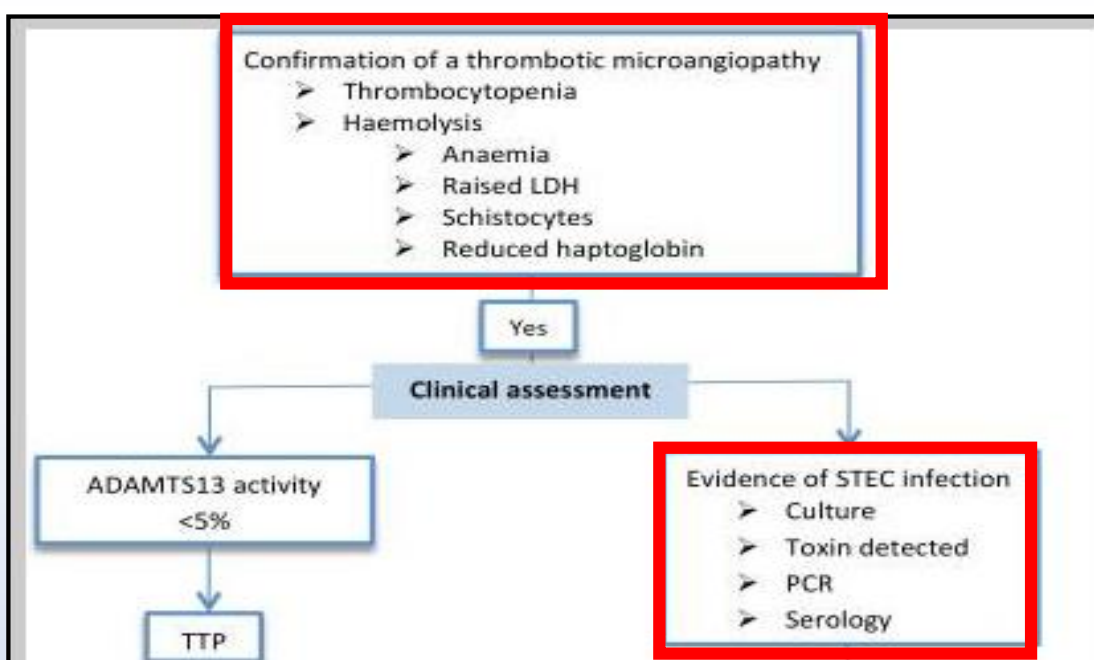 Confirmation of a thrombotic microangiopathy
➢ Thrombocytopenia
➢ Haemolysis
➢ Anaemia
➢ Raised LDH
➢ Schistocytes
➢ Reduced haptoglobin
Yes
Clinical assessment
ADAMTS13 activity
<5%
TTP
Evidence of STEC infection
➢ Culture
➢ Toxin detected
➢ PCR
➢ Serology